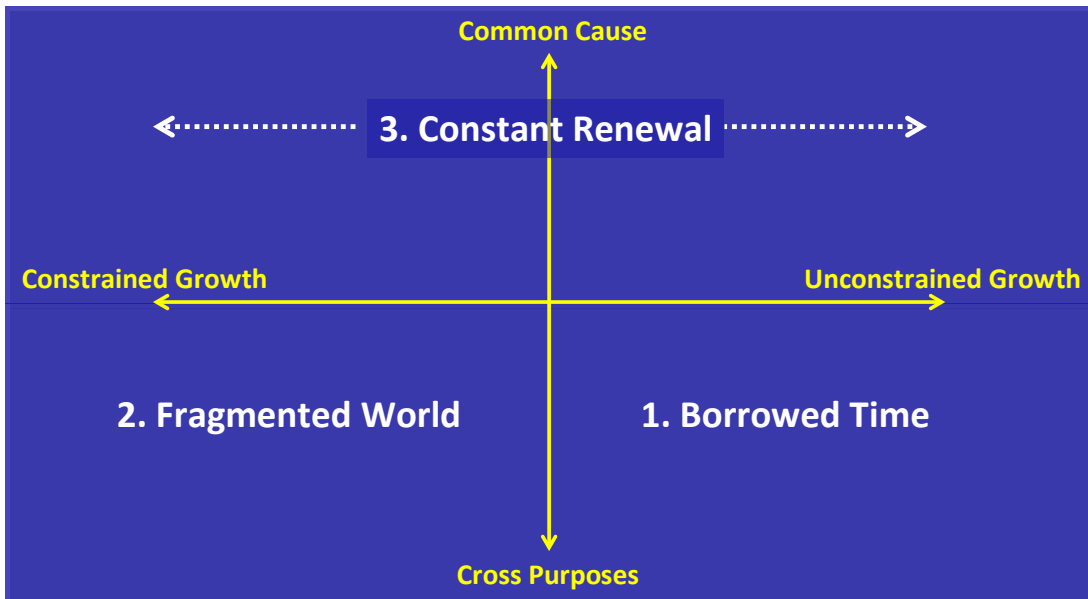 Common Cause
3. Constant Renewal
Constrained Growth
Unconstrained Growth
2. Fragmented World
1. Borrowed Time
Cross Purposes